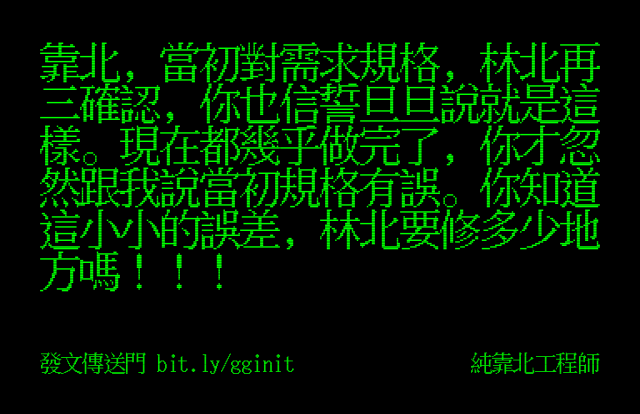 靠北，當初對需求規格，林北再
三確認，你也信誓旦旦說就是這
樣。現在都幾乎做完了，你才忽
然跟我說當初規格有誤。你知道
這小小的誤差，林北要修多少地
方嗎！！！
發文傳送門 bit.ly/gginit
純靠北工程師